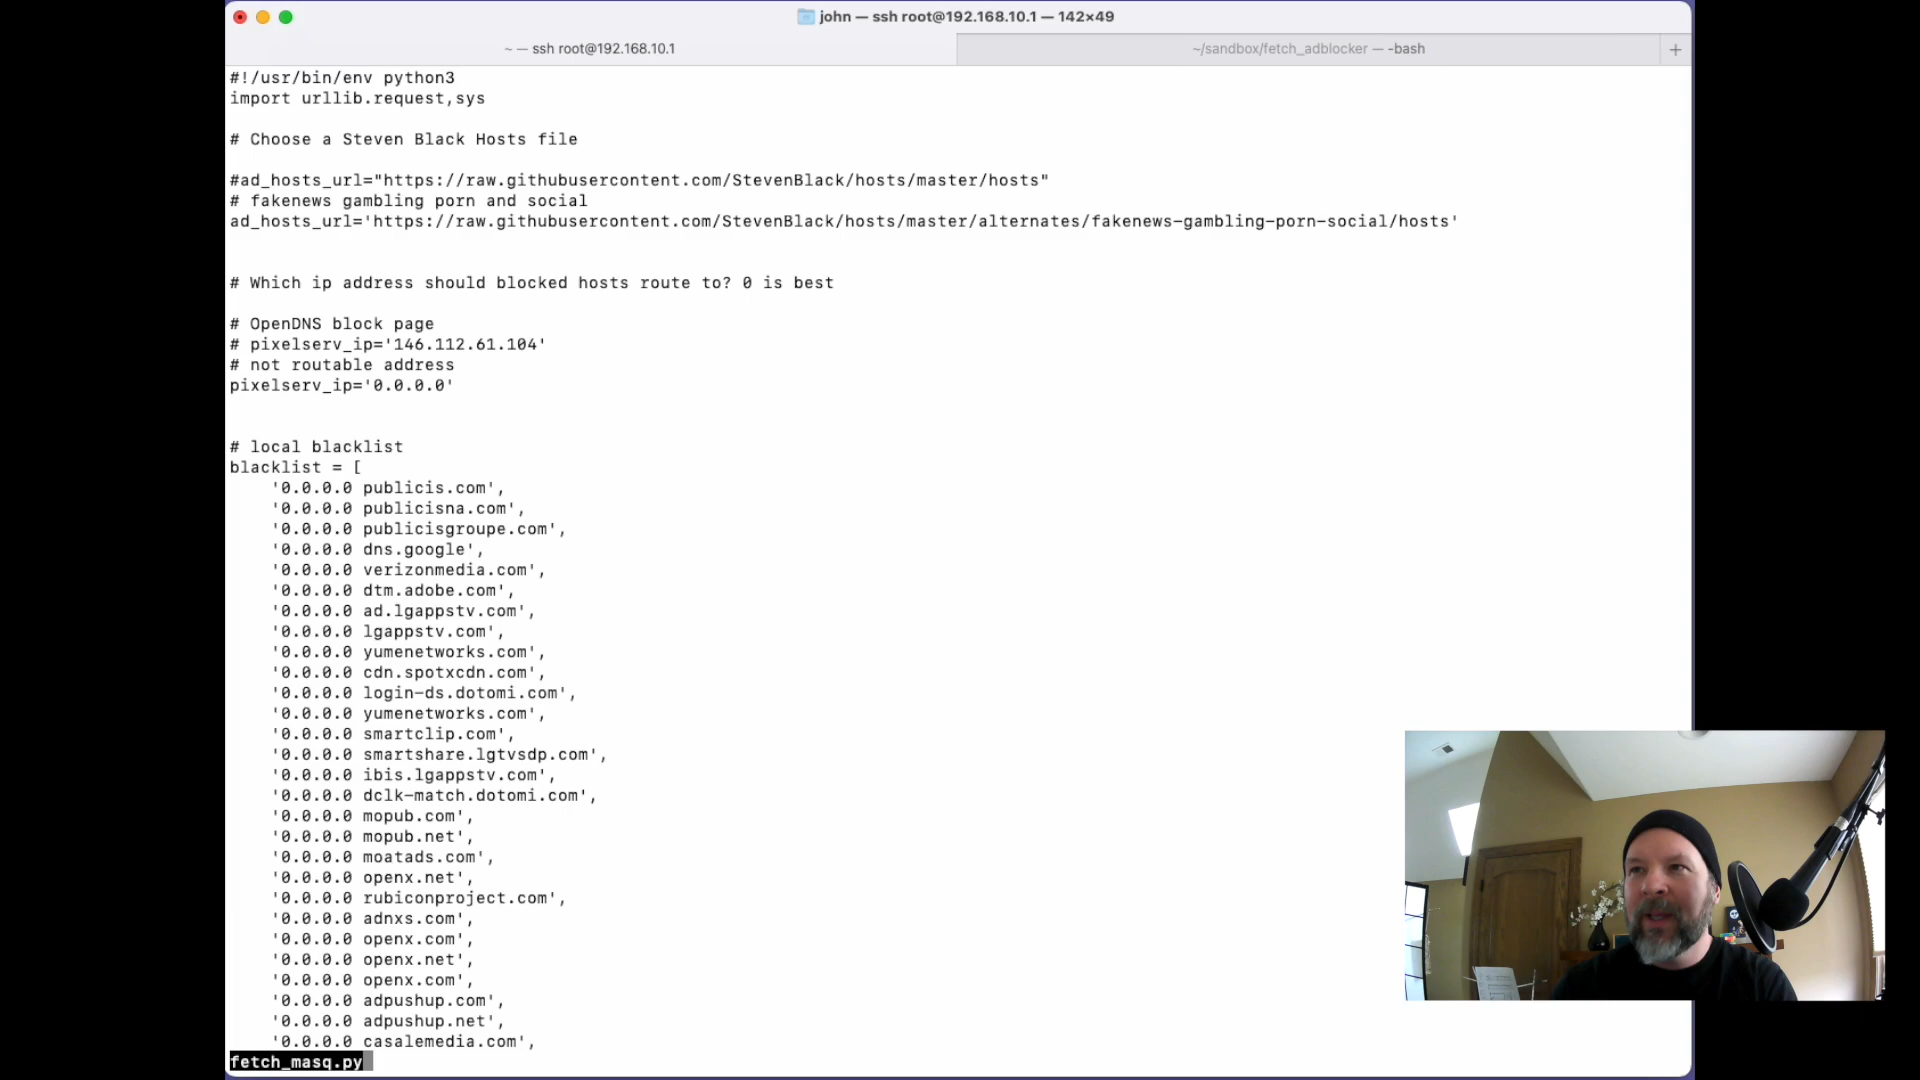 john — ssh root@192.168.10.1 — 142×49
~ — ssh root@192.168.10.1
~/sandbox/fetch_adblocker — -bash
+
#!/usr/bin/env python3
import urllib.request,sys
# Choose a Steven Black Hosts file
#ad_hosts_url="https://raw.githubusercontent.com/StevenBlack/hosts/master/hosts"
# fakenews gambling porn and social
ad_hosts_url='https://raw.githubusercontent.com/StevenBlack/hosts/master/alternates/fakenews-gambling-porn-social/hosts'
# Which ip address should blocked hosts route to? 0 is best
# OpenDNS block page
# pixelserv_ip='146.112.61.104'
# not routable address
pixelserv_ip='0.0.0.0'
# local blacklist
blacklist = [
'0.0.0.0 publicis.com',
'0.0.0.0 publicisna.com',
'0.0.0.0 publicisgroupe.com',
'0.0.0.0 dns.google',
'0.0.0.0 verizonmedia.com',
'0.0.0.0 dtm.adobe.com',
'0.0.0.0 ad.lgappstv.com',
'0.0.0.0 lgappstv.com',
'0.0.0.0 yumenetworks.com',
'0.0.0.0 cdn.spotxcdn.com',
'0.0.0.0 login-ds.dotomi.com',
'0.0.0.0 yumenetworks.com',
'0.0.0.0 smartclip.com',
'0.0.0.0 smartshare.lgtvsdp.com',
'0.0.0.0 ibis.lgappstv.com',
'0.0.0.0 dclk-match.dotomi.com',
'0.0.0.0 mopub.com',
'0.0.0.0 mopub.net',
'0.0.0.0 moatads.com',
'0.0.0.0 openx.net',
'0.0.0.0 rubiconproject.com',
'0.0.0.0 adnxs.com',
'0.0.0.0 openx.com',
'0.0.0.0 openx.net',
'0.0.0.0 openx.com',
'0.0.0.0 adpushup.com',
'0.0.0.0 adpushup.net',
'0.0.0.0 casalemedia.com',
fetch_masq.py